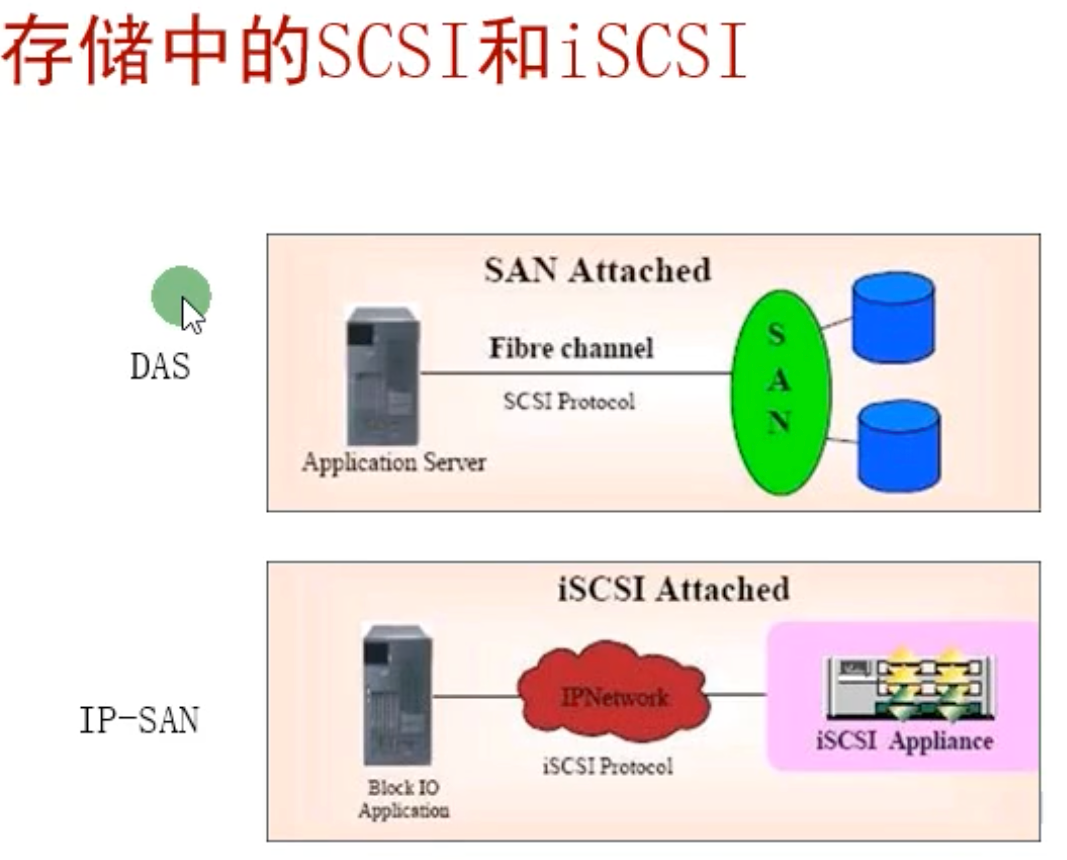 存储中的SCSI和iSCSI
SAN Attached
DAS
Fibre channel
SCSI Protocol
Application Server
S
A
N
iSCSI Attached
IP-SAN
IPNetwork
iSCSI Protocol
Block IO
Application
iSCSI Appliance